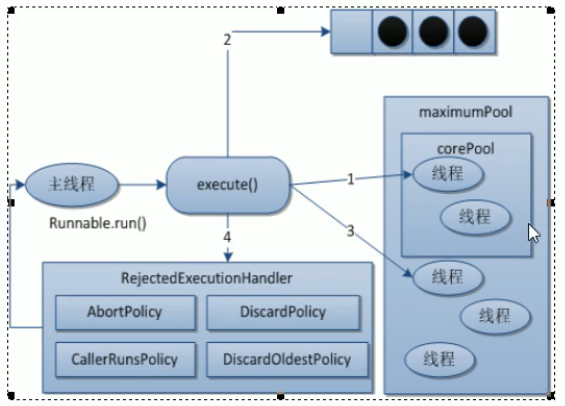 2
maximumPool
corePool
线程
线程
主线程
execute()
1
Runnable.run()
3
4
线程
线程
线程
RejectedExecutionHandler
AbortPolicy
DiscardPolicy
CallerRunsPolicy
DiscardOldestPolicy